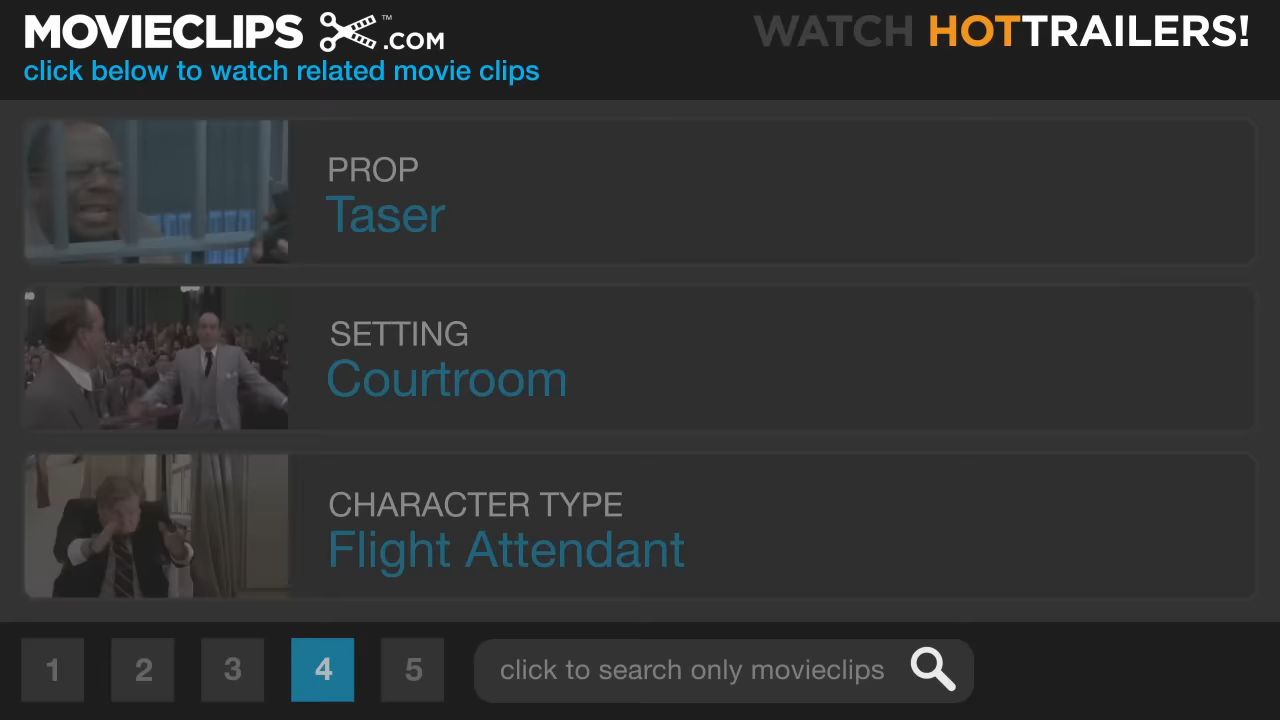 MOVIECLIPS ™ .COM
click below to watch related movie clips
WATCH HOTTRAILERS!
PROP
Taser
SETTING
Courtroom
CHARACTER TYPE
Flight Attendant
1 2 3 4 5
click to search only movieclips